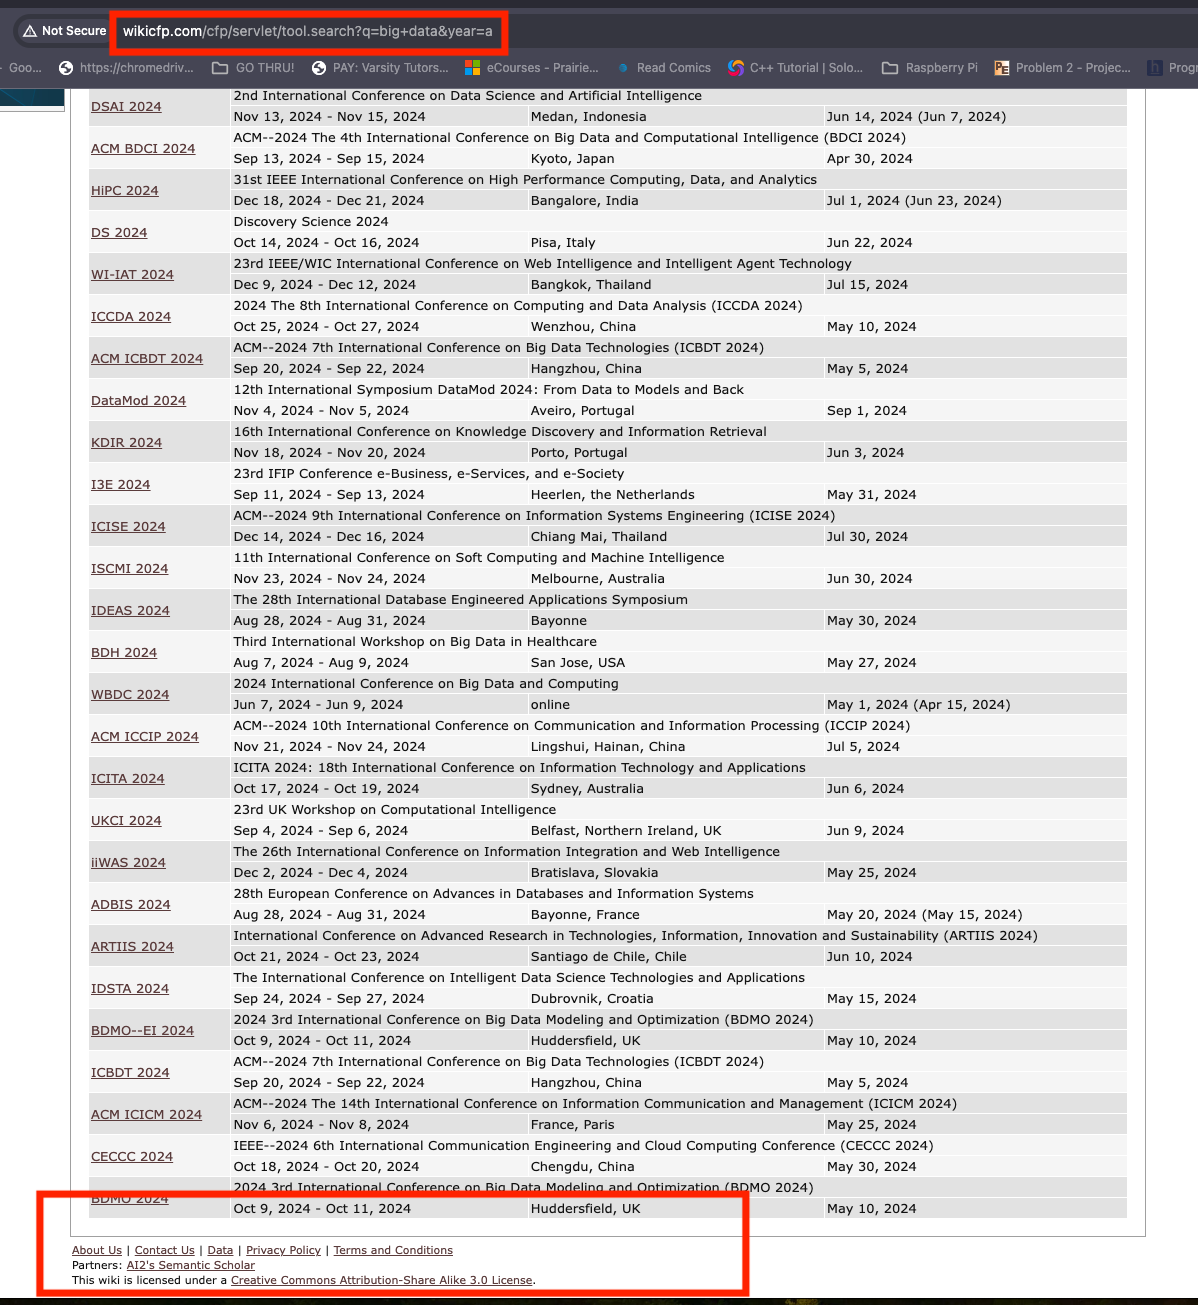 Not Secure wikicfp.com/cfp/servlet/tool.search?q=big+data&year=a
Goo... https://chromedriv... GO THRU! PAY: Varsity Tutors... eCourses - Prairie... Read Comics C++ Tutorial | Solo... Raspberry Pi Problem 2 - Projec... Progr
DSAI 2024
2nd International Conference on Data Science and Artificial Intelligence
Nov 13, 2024 - Nov 15, 2024 Medan, Indonesia Jun 14, 2024 (Jun 7, 2024)
ACM BDCI 2024
ACM--2024 The 4th International Conference on Big Data and Computational Intelligence (BDCI 2024)
Sep 13, 2024 - Sep 15, 2024 Kyoto, Japan Apr 30, 2024
HiPC 2024
31st IEEE International Conference on High Performance Computing, Data, and Analytics
Dec 18, 2024 - Dec 21, 2024 Bangalore, India Jul 1, 2024 (Jun 23, 2024)
DS 2024
Discovery Science 2024
Oct 14, 2024 - Oct 16, 2024 Pisa, Italy Jun 22, 2024
WI-IAT 2024
23rd IEEE/WIC International Conference on Web Intelligence and Intelligent Agent Technology
Dec 9, 2024 - Dec 12, 2024 Bangkok, Thailand Jul 15, 2024
ICCDA 2024
2024 The 8th International Conference on Computing and Data Analysis (ICCDA 2024)
Oct 25, 2024 - Oct 27, 2024 Wenzhou, China May 10, 2024
ACM ICBDT 2024
ACM--2024 7th International Conference on Big Data Technologies (ICBDT 2024)
Sep 20, 2024 - Sep 22, 2024 Hangzhou, China May 5, 2024
DataMod 2024
12th International Symposium DataMod 2024: From Data to Models and Back
Nov 4, 2024 - Nov 5, 2024 Aveiro, Portugal Sep 1, 2024
KDIR 2024
16th International Conference on Knowledge Discovery and Information Retrieval
Nov 18, 2024 - Nov 20, 2024 Porto, Portugal Jun 3, 2024
I3E 2024
23rd IFIP Conference e-Business, e-Services, and e-Society
Sep 11, 2024 - Sep 13, 2024 Heerlen, the Netherlands May 31, 2024
ICISE 2024
ACM--2024 9th International Conference on Information Systems Engineering (ICISE 2024)
Dec 14, 2024 - Dec 16, 2024 Chiang Mai, Thailand Jul 30, 2024
ISCMI 2024
11th International Conference on Soft Computing and Machine Intelligence
Nov 23, 2024 - Nov 24, 2024 Melbourne, Australia Jun 30, 2024
IDEAS 2024
The 28th International Database Engineered Applications Symposium
Aug 28, 2024 - Aug 31, 2024 Bayonne May 30, 2024
BDH 2024
Third International Workshop on Big Data in Healthcare
Aug 7, 2024 - Aug 9, 2024 San Jose, USA May 27, 2024
WBDC 2024
2024 International Conference on Big Data and Computing
Jun 7, 2024 - Jun 9, 2024 online May 1, 2024 (Apr 15, 2024)
ACM ICCIP 2024
ACM--2024 10th International Conference on Communication and Information Processing (ICCIP 2024)
Nov 21, 2024 - Nov 24, 2024 Lingshui, Hainan, China Jul 5, 2024
ICITA 2024
ICITA 2024: 18th International Conference on Information Technology and Applications
Oct 17, 2024 - Oct 19, 2024 Sydney, Australia Jun 6, 2024
UKCI 2024
23rd UK Workshop on Computational Intelligence
Sep 4, 2024 - Sep 6, 2024 Belfast, Northern Ireland, UK Jun 9, 2024
iiWAS 2024
The 26th International Conference on Information Integration and Web Intelligence
Dec 2, 2024 - Dec 4, 2024 Bratislava, Slovakia May 25, 2024
ADBIS 2024
28th European Conference on Advances in Databases and Information Systems
Aug 28, 2024 - Aug 31, 2024 Bayonne, France May 20, 2024 (May 15, 2024)
ARTIIS 2024
International Conference on Advanced Research in Technologies, Information, Innovation and Sustainability (ARTIIS 2024)
Oct 21, 2024 - Oct 23, 2024 Santiago de Chile, Chile Jun 10, 2024
IDSTA 2024
The International Conference on Intelligent Data Science Technologies and Applications
Sep 24, 2024 - Sep 27, 2024 Dubrovnik, Croatia May 15, 2024
BDMO--EI 2024
2024 3rd International Conference on Big Data Modeling and Optimization (BDMO 2024)
Oct 9, 2024 - Oct 11, 2024 Huddersfield, UK May 10, 2024
ICBDT 2024
ACM--2024 7th International Conference on Big Data Technologies (ICBDT 2024)
Sep 20, 2024 - Sep 22, 2024 Hangzhou, China May 5, 2024
ACM ICICM 2024
ACM--2024 The 14th International Conference on Information Communication and Management (ICICM 2024)
Nov 6, 2024 - Nov 8, 2024 France, Paris May 25, 2024
CECCC 2024
IEEE--2024 6th International Communication Engineering and Cloud Computing Conference (CECCC 2024)
Oct 18, 2024 - Oct 20, 2024 Chengdu, China May 30, 2024
BDMO 2024
2024 3rd International Conference on Big Data Modeling and Optimization (BDMO 2024)
Oct 9, 2024 - Oct 11, 2024 Huddersfield, UK May 10, 2024
About Us | Contact Us | Data | Privacy Policy | Terms and Conditions
Partners: AI2's Semantic Scholar
This wiki is licensed under a Creative Commons Attribution-Share Alike 3.0 License.